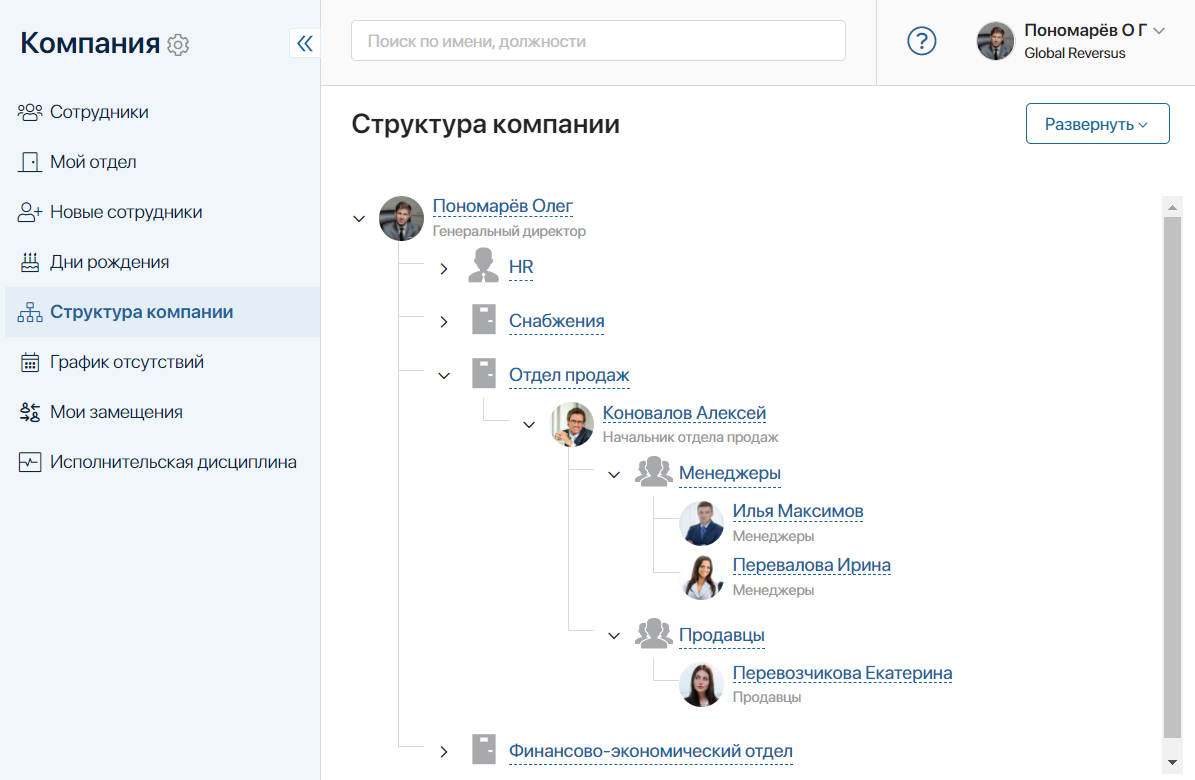 Компания
Сотрудники
Мой отдел
Новые сотрудники
Дни рождения
Структура компании
График отсутствий
Мои замещения
Исполнительская дисциплина
Поиск по имени, должности
?
Пономарёв О Г
Global Reversus
Структура компании
Развернуть
Пономарёв Олег
Генеральный директор
HR
Снабжения
Отдел продаж
Коновалов Алексей
Начальник отдела продаж
Менеджеры
Илья Максимов
Менеджеры
Перевалова Ирина
Менеджеры
Продавцы
Перевозчикова Екатерина
Продавцы
Финансово-экономический отдел